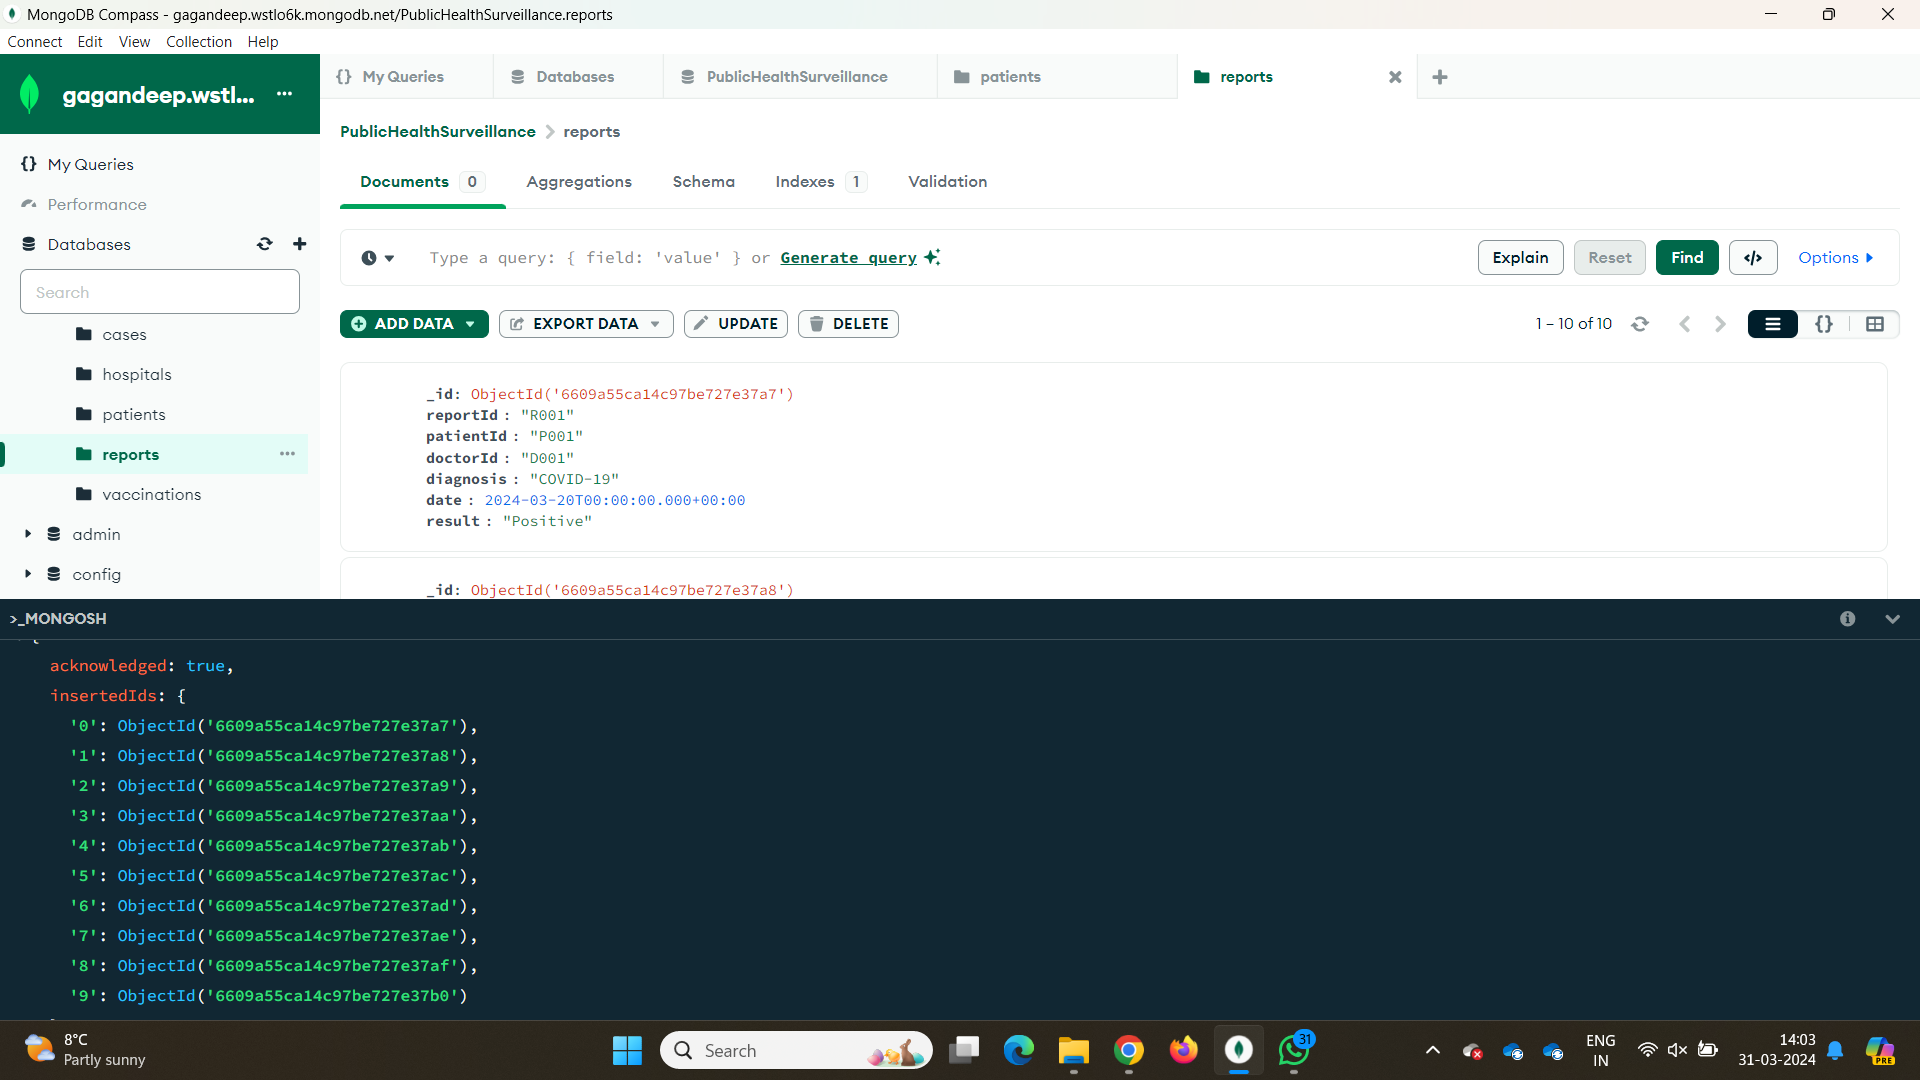 MongoDB Compass - gagandeep.wstlo6k.mongodb.net/PublicHealthSurveillance.reports
Connect Edit View Collection Help
gagandeep.wstl... ...
My Queries
Performance
Databases
Search
cases
hospitals
patients
reports ...
vaccinations
admin
config
{} My Queries Databases PublicHealthSurveillance patients reports
PublicHealthSurveillance > reports
Documents 0 Aggregations Schema Indexes 1 Validation
Type a query: { field: 'value' } or Generate query Explain Reset Find </> Options
ADD DATA EXPORT DATA UPDATE DELETE 1 – 10 of 10 {}
_id: ObjectId('6609a55ca14c97be727e37a7')
reportId : "R001"
patientId : "P001"
doctorId : "D001"
diagnosis : "COVID-19"
date : 2024-03-20T00:00:00.000+00:00
result : "Positive"
_id: ObjectId('6609a55ca14c97be727e37a8')
>_MONGOSH
acknowledged: true,
insertedIds: {
'0': ObjectId('6609a55ca14c97be727e37a7'),
'1': ObjectId('6609a55ca14c97be727e37a8'),
'2': ObjectId('6609a55ca14c97be727e37a9'),
'3': ObjectId('6609a55ca14c97be727e37aa'),
'4': ObjectId('6609a55ca14c97be727e37ab'),
'5': ObjectId('6609a55ca14c97be727e37ac'),
'6': ObjectId('6609a55ca14c97be727e37ad'),
'7': ObjectId('6609a55ca14c97be727e37ae'),
'8': ObjectId('6609a55ca14c97be727e37af'),
'9': ObjectId('6609a55ca14c97be727e37b0')
8°C
Partly sunny
Search
31
ENG
IN
14:03
31-03-2024
PRE